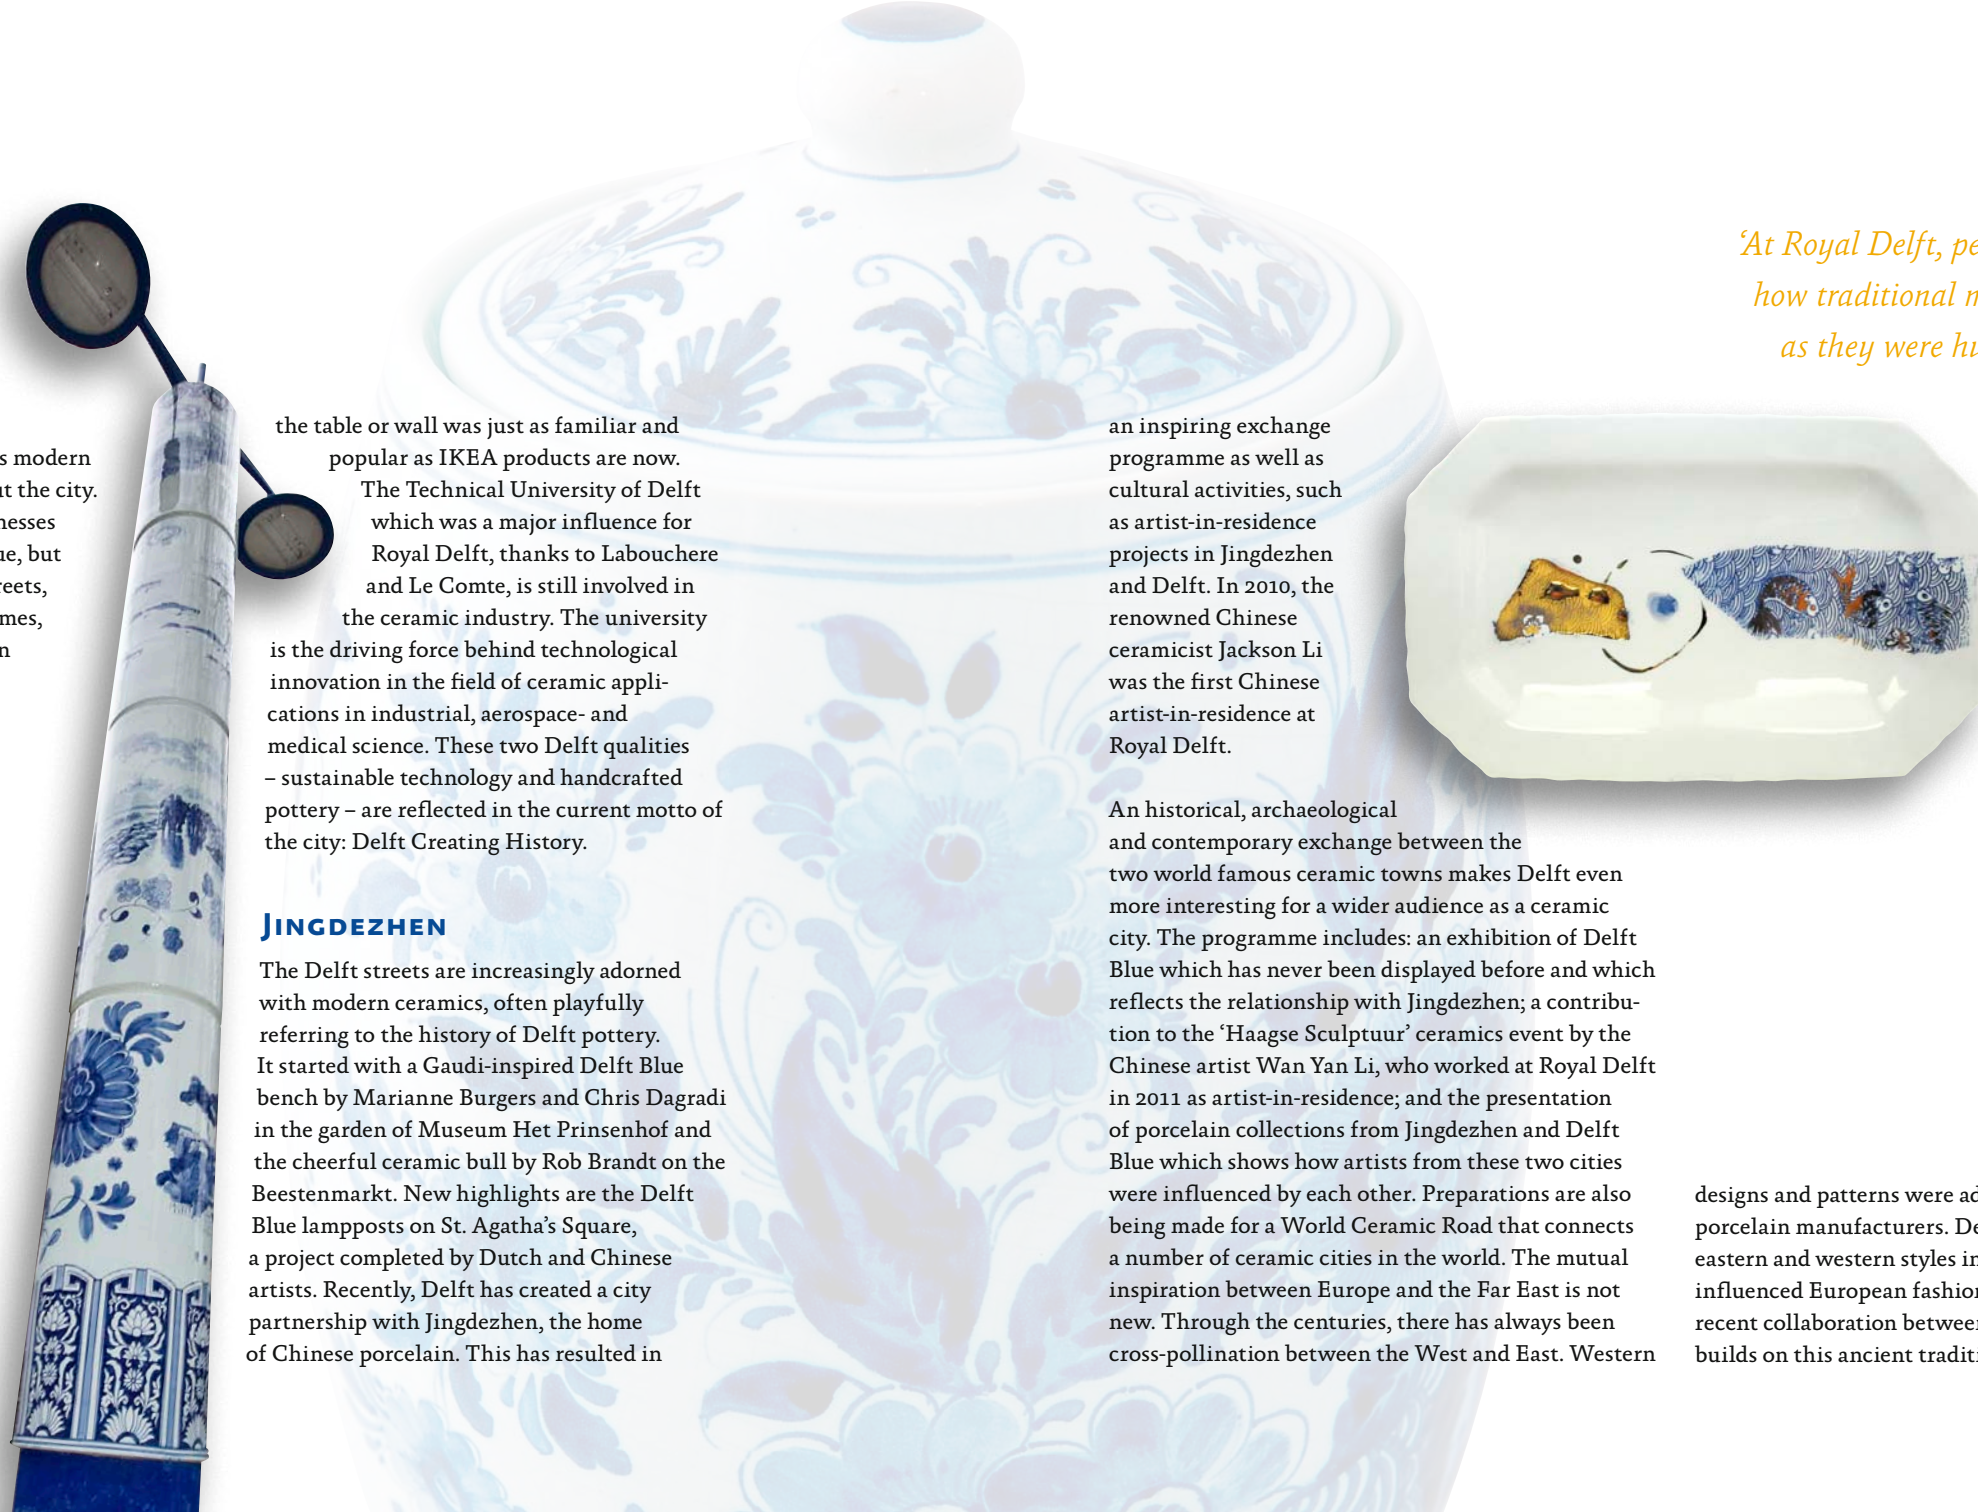 s modern
ut the city.
nesses
ue, but
reets,
mes,
n
the table or wall was just as familiar and
popular as IKEA products are now.
The Technical University of Delft
which was a major influence for
Royal Delft, thanks to Labouchere
and Le Comte, is still involved in
the ceramic industry. The university
is the driving force behind technological
innovation in the field of ceramic appli-
cations in industrial, aerospace- and
medical science. These two Delft qualities
– sustainable technology and handcrafted
pottery – are reflected in the current motto of
the city: Delft Creating History.
Jingdezhen
The Delft streets are increasingly adorned
with modern ceramics, often playfully
referring to the history of Delft pottery.
It started with a Gaudi-inspired Delft Blue
bench by Marianne Burgers and Chris Dagradi
in the garden of Museum Het Prinsenhof and
the cheerful ceramic bull by Rob Brandt on the
Beestenmarkt. New highlights are the Delft
Blue lampposts on St. Agatha’s Square,
a project completed by Dutch and Chinese
artists. Recently, Delft has created a city
partnership with Jingdezhen, the home
of Chinese porcelain. This has resulted in
an inspiring exchange
programme as well as
cultural activities, such
as artist-in-residence
projects in Jingdezhen
and Delft. In 2010, the
renowned Chinese
ceramicist Jackson Li
was the first Chinese
artist-in-residence at
Royal Delft.
An historical, archaeological
and contemporary exchange between the
two world famous ceramic towns makes Delft even
more interesting for a wider audience as a ceramic
city. The programme includes: an exhibition of Delft
Blue which has never been displayed before and which
reflects the relationship with Jingdezhen; a contribu-
tion to the ‘Haagse Sculptuur’ ceramics event by the
Chinese artist Wan Yan Li, who worked at Royal Delft
in 2011 as artist-in-residence; and the presentation
of porcelain collections from Jingdezhen and Delft
Blue which shows how artists from these two cities
were influenced by each other. Preparations are also
being made for a World Ceramic Road that connects
a number of ceramic cities in the world. The mutual
inspiration between Europe and the Far East is not
new. Through the centuries, there has always been
cross-pollination between the West and East. Western
‘At Royal Delft, pe
how traditional m
as they were hu
designs and patterns were ad
porcelain manufacturers. De
eastern and western styles in
influenced European fashion
recent collaboration between
builds on this ancient traditi